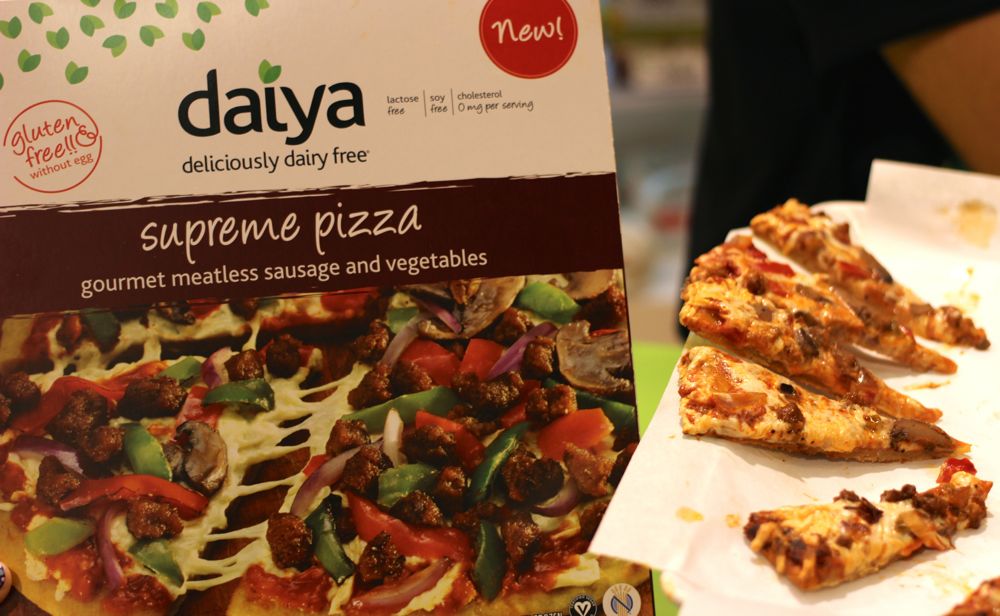 New!
daiya
deliciously dairy free
lactose free
soy free
cholesterol 0 mg per serving
gluten free!!
without egg
supreme pizza
gourmet meatless sausage and vegetables